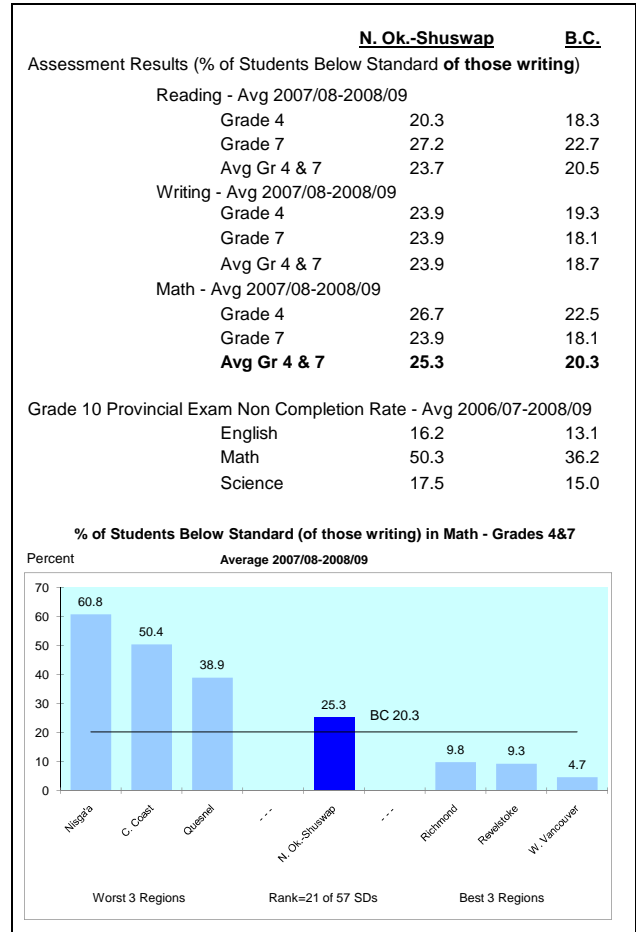 N. Ok.-Shuswap B.C.
Assessment Results (% of Students Below Standard of those writing)
Reading - Avg 2007/08-2008/09
Grade 4 20.3 18.3
Grade 7 27.2 22.7
Avg Gr 4 & 7 23.7 20.5
Writing - Avg 2007/08-2008/09
Grade 4 23.9 19.3
Grade 7 23.9 18.1
Avg Gr 4 & 7 23.9 18.7
Math - Avg 2007/08-2008/09
Grade 4 26.7 22.5
Grade 7 23.9 18.1
Avg Gr 4 & 7 25.3 20.3
Grade 10 Provincial Exam Non Completion Rate - Avg 2006/07-2008/09
English 16.2 13.1
Math 50.3 36.2
Science 17.5 15.0
% of Students Below Standard (of those writing) in Math - Grades 4&7
Percent Average 2007/08-2008/09
70
60
50
40
30
20
10
0
60.8
50.4
38.9
25.3
BC 20.3
9.8
9.3
4.7
Nisga'a
C. Coast
Quesnel
- - -
N. Ok.-Shuswap
- - -
Richmond
Revelstoke
W. Vancouver
Worst 3 Regions Rank=21 of 57 SDs Best 3 Regions